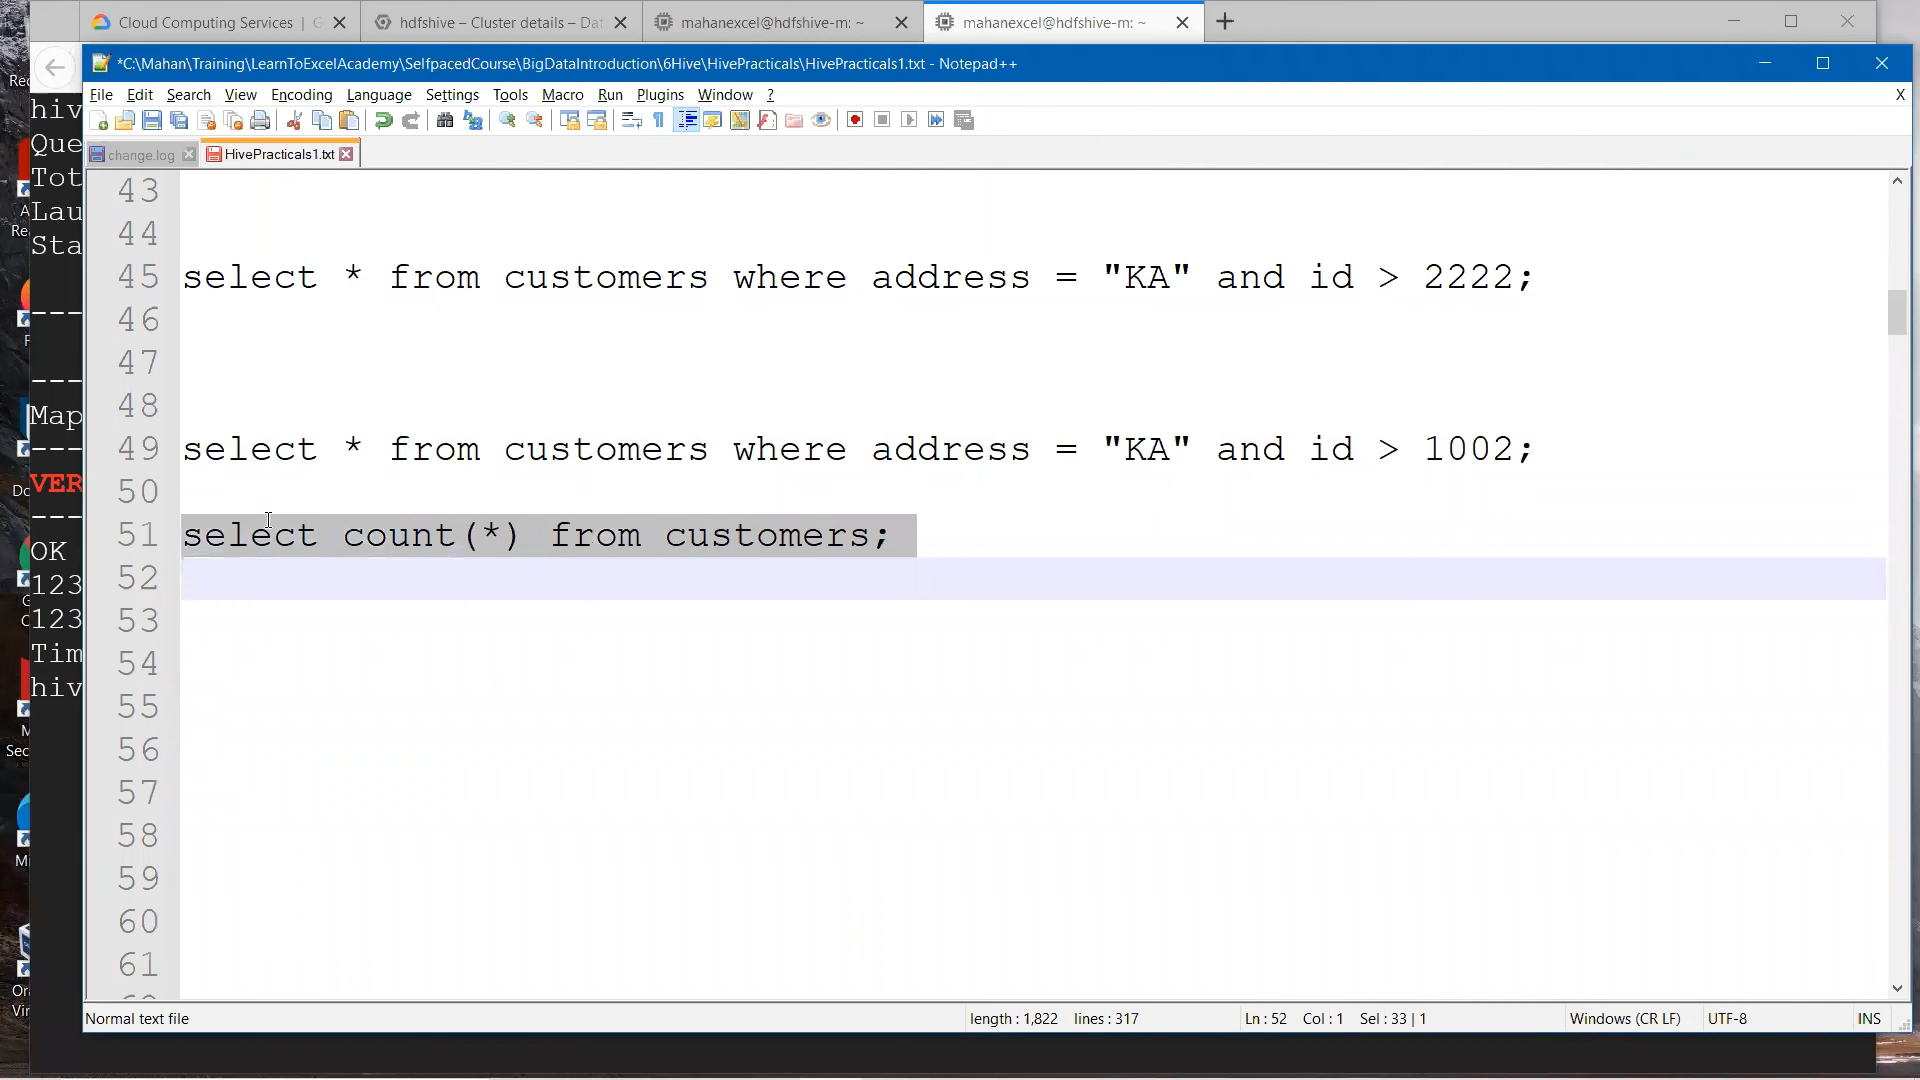 Cloud Computing Services | G
hdfshive – Cluster details – Dat
mahanexcel@hdfshive-m: ~
mahanexcel@hdfshive-m: ~
*C:\Mahan\Training\LearnToExcelAcademy\SelfpacedCourse\BigDataIntroduction\6Hive\HivePracticals\HivePracticals1.txt - Notepad++
File Edit Search View Encoding Language Settings Tools Macro Run Plugins Window ? X
change.log HivePracticals1.txt
43
44
45 select * from customers where address = "KA" and id > 2222;
46
47
48
49 select * from customers where address = "KA" and id > 1002;
50
51 select count(*) from customers;
52
53
54
55
56
57
58
59
60
61
hiv
Que
Tot
Lau
Sta
----
----
Map
----
VER
----
OK
123
123
Tim
hiv
Normal text file length : 1,822 lines : 317 Ln : 52 Col : 1 Sel : 33 | 1 Windows (CR LF) UTF-8 INS